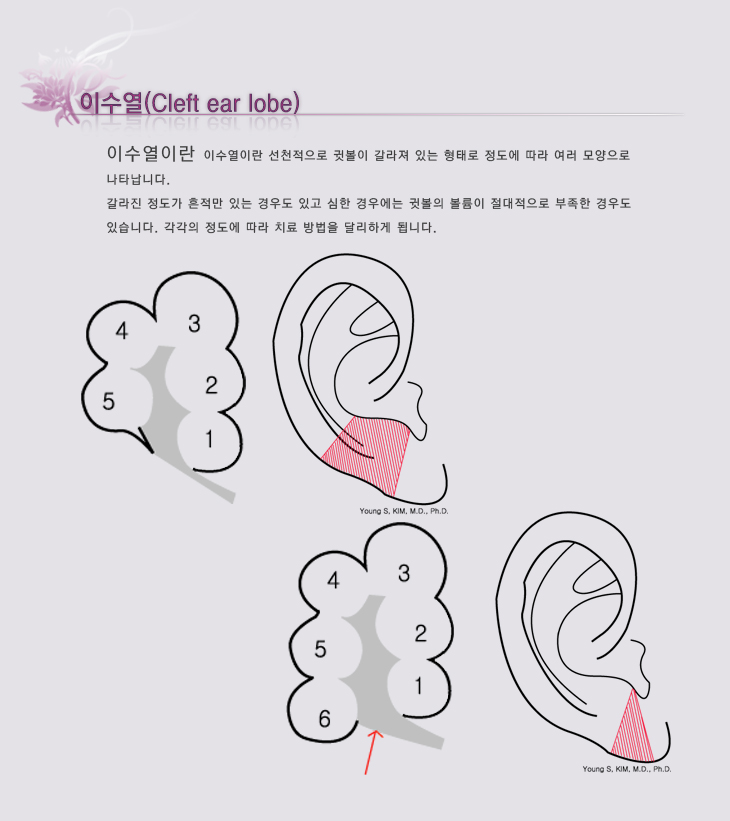 이수열(Cleft ear lobe)
이수열이란 이수열이란 선천적으로 귓볼이 갈라져 있는 형태로 정도에 따라 여러 모양으로
나타납니다.
갈라진 정도가 흔적만 있는 경우도 있고 심한 경우에는 귓볼의 볼륨이 절대적으로 부족한 경우도
있습니다. 각각의 정도에 따라 치료 방법을 달리하게 됩니다.
4 3
5 2
1
Young S, KIM, M.D., Ph.D.
4 3
5 2
6 1
Young S, KIM, M.D., Ph.D.